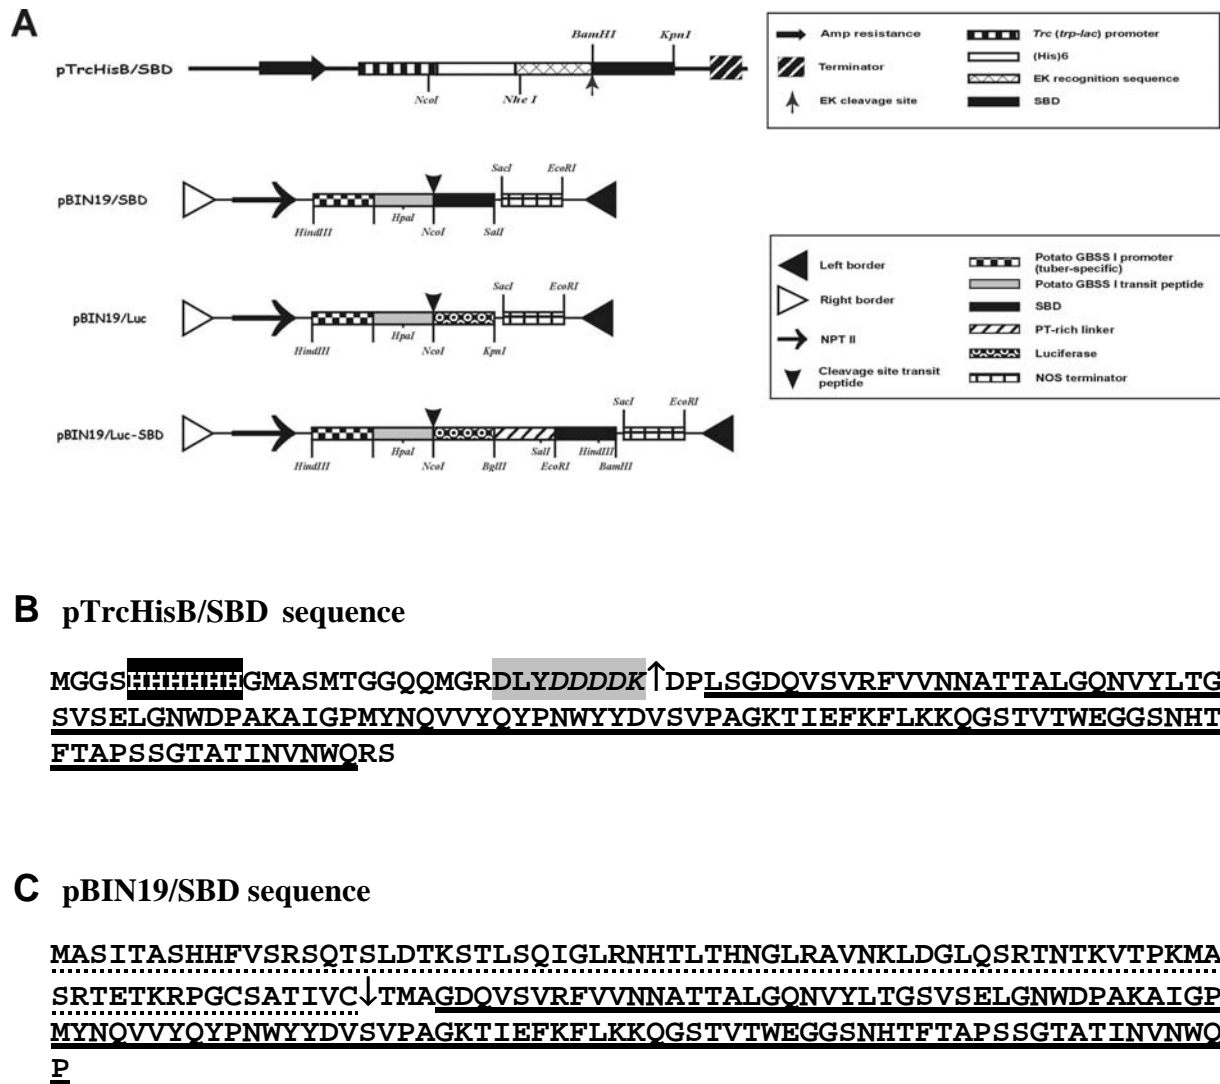 A
BamHI KpnI
pTrcHisB/SBD
NcoI Nhe I
Amp resistance Trc (trp-lac) promoter
Terminator (His)6
EK recognition sequence
EK cleavage site SBD
SacI EcoRI
pBIN19/SBD
HpaI
HindIII NcoI SalI
SacI EcoRI
pBIN19/Luc
HpaI
HindIII NcoI KpnI
SacI EcoRI
pBIN19/Luc-SBD
HpaI SalI HindIII
HindIII NcoI BglII EcoRI BamHI
Left border
Right border
NPT II
Cleavage site transit
peptide
Potato GBSS I promoter
(tuber-specific)
Potato GBSS I transit peptide
SBD
PT-rich linker
Luciferase
NOS terminator
B pTrcHisB/SBD sequence
MGGSHHHHHHGMASMTGGQQMGRDLYDDDDK↑DPLSGDQVSVRFVVNNATTALGQNVYLTG
SVSELGNWDPAKAIGPMYNQVVYQYPNWYYDVSVPAGKTIEFKFLKKQGSTVTWEGGSNHT
FTAPSSGTATINVNWQRS
C pBIN19/SBD sequence
MASITASHHFVSRSQTSLDTKSTLSQIGLRNHTLTHNGLRAVNKLDGLQSRTNTKVTPKMA
SRTETKRPGCSATIVC↓TMAGDQVSVRFVVNNATTALGQNVYLTGSVSELGNWDPAKAIGP
MYNQVVYQYPNWYYDVSVPAGKTIEFKFLKKQGSTVTWEGGSNHTFTAPSSGTATINVNWQ
P